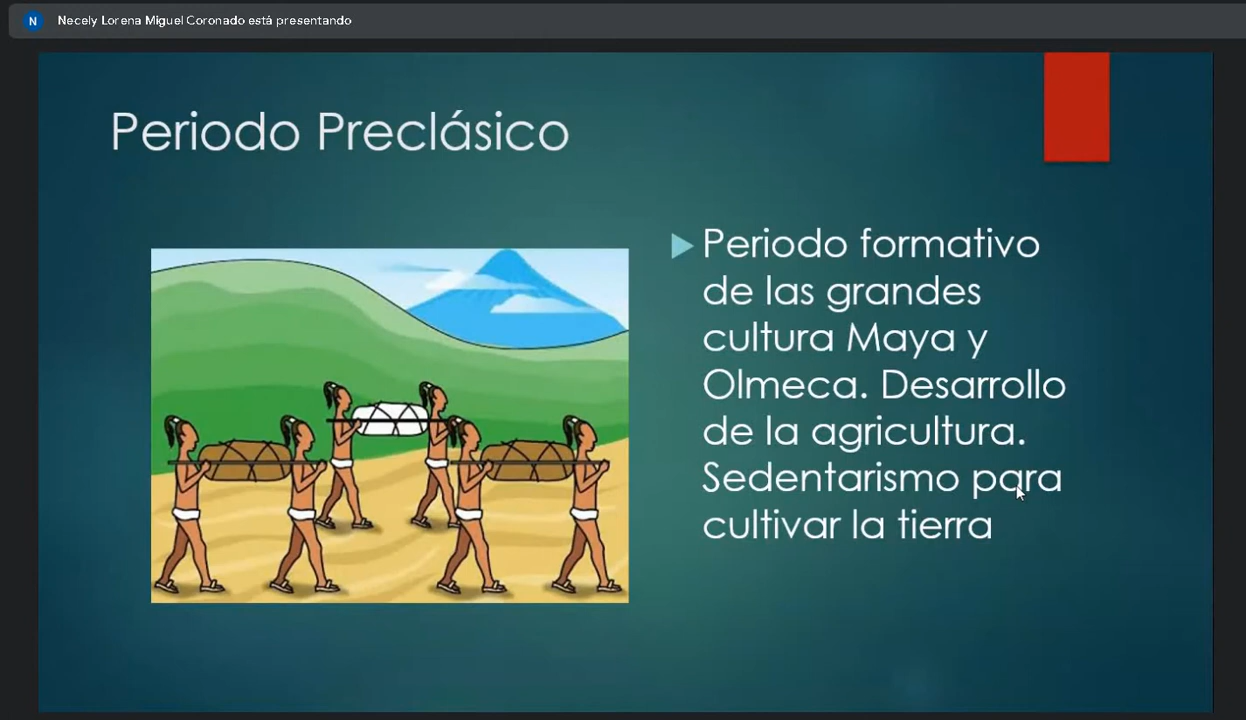 N Necely Lorena Miguel Coronado está presentando
Periodo Preclásico
Periodo formativo
de las grandes
cultura Maya y
Olmeca. Desarrollo
de la agricultura.
Sedentarismo para
cultivar la tierra